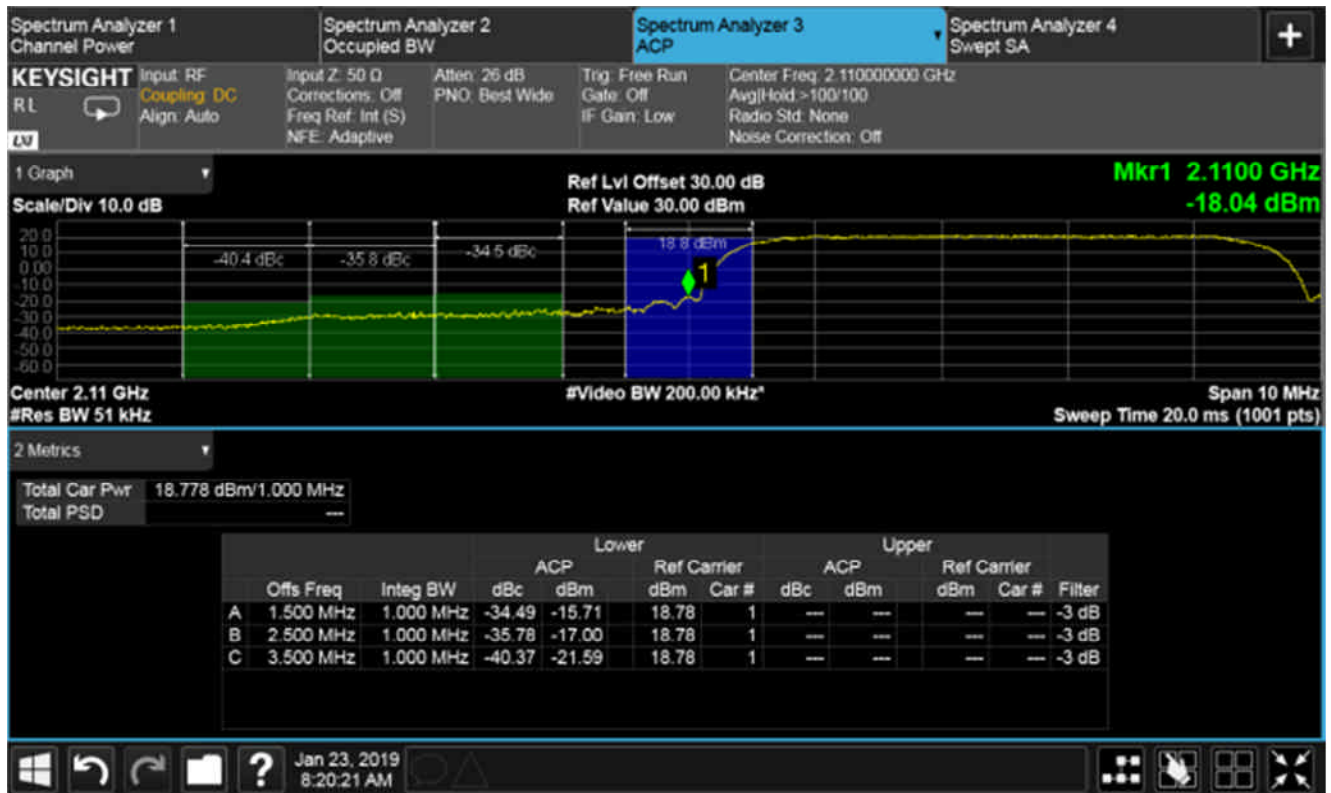 Spectrum Analyzer 1
Channel Power
Spectrum Analyzer 2
Occupied BW
Spectrum Analyzer 3
ACP
Spectrum Analyzer 4
Swept SA
KEYSIGHT
RL
LXI
Input: RF
Coupling: DC
Align: Auto
Input Z: 50 Ω
Corrections: Off
Freq Ref: Int (S)
NFE: Adaptive
Atten: 26 dB
PNO: Best Wide
Trig: Free Run
Gate: Off
IF Gain: Low
Center Freq: 2.110000000 GHz
Avg|Hold:>100/100
Radio Std: None
Noise Correction: Off
1 Graph
Scale/Div 10.0 dB
Ref Lvl Offset 30.00 dB
Ref Value 30.00 dBm
Mkr1 2.1100 GHz
-18.04 dBm
20.0
10.0
0.00
-10.0
-20.0
-30.0
-40.0
-50.0
-60.0
-40.4 dBc
-35.8 dBc
-34.5 dBc
18.8 dBm
1
Center 2.11 GHz
#Res BW 51 kHz
#Video BW 200.00 kHz*
Span 10 MHz
Sweep Time 20.0 ms (1001 pts)
2 Metrics
Total Car Pwr 18.778 dBm/1.000 MHz
Total PSD ---
Lower Upper
ACP Ref Carrier ACP Ref Carrier
Offs Freq Integ BW dBc dBm dBm Car # dBc dBm dBm Car # Filter
A 1.500 MHz 1.000 MHz -34.49 -15.71 18.78 1 --- --- --- --- -3 dB
B 2.500 MHz 1.000 MHz -35.78 -17.00 18.78 1 --- --- --- --- -3 dB
C 3.500 MHz 1.000 MHz -40.37 -21.59 18.78 1 --- --- --- --- -3 dB
?
Jan 23, 2019
8:20:21 AM